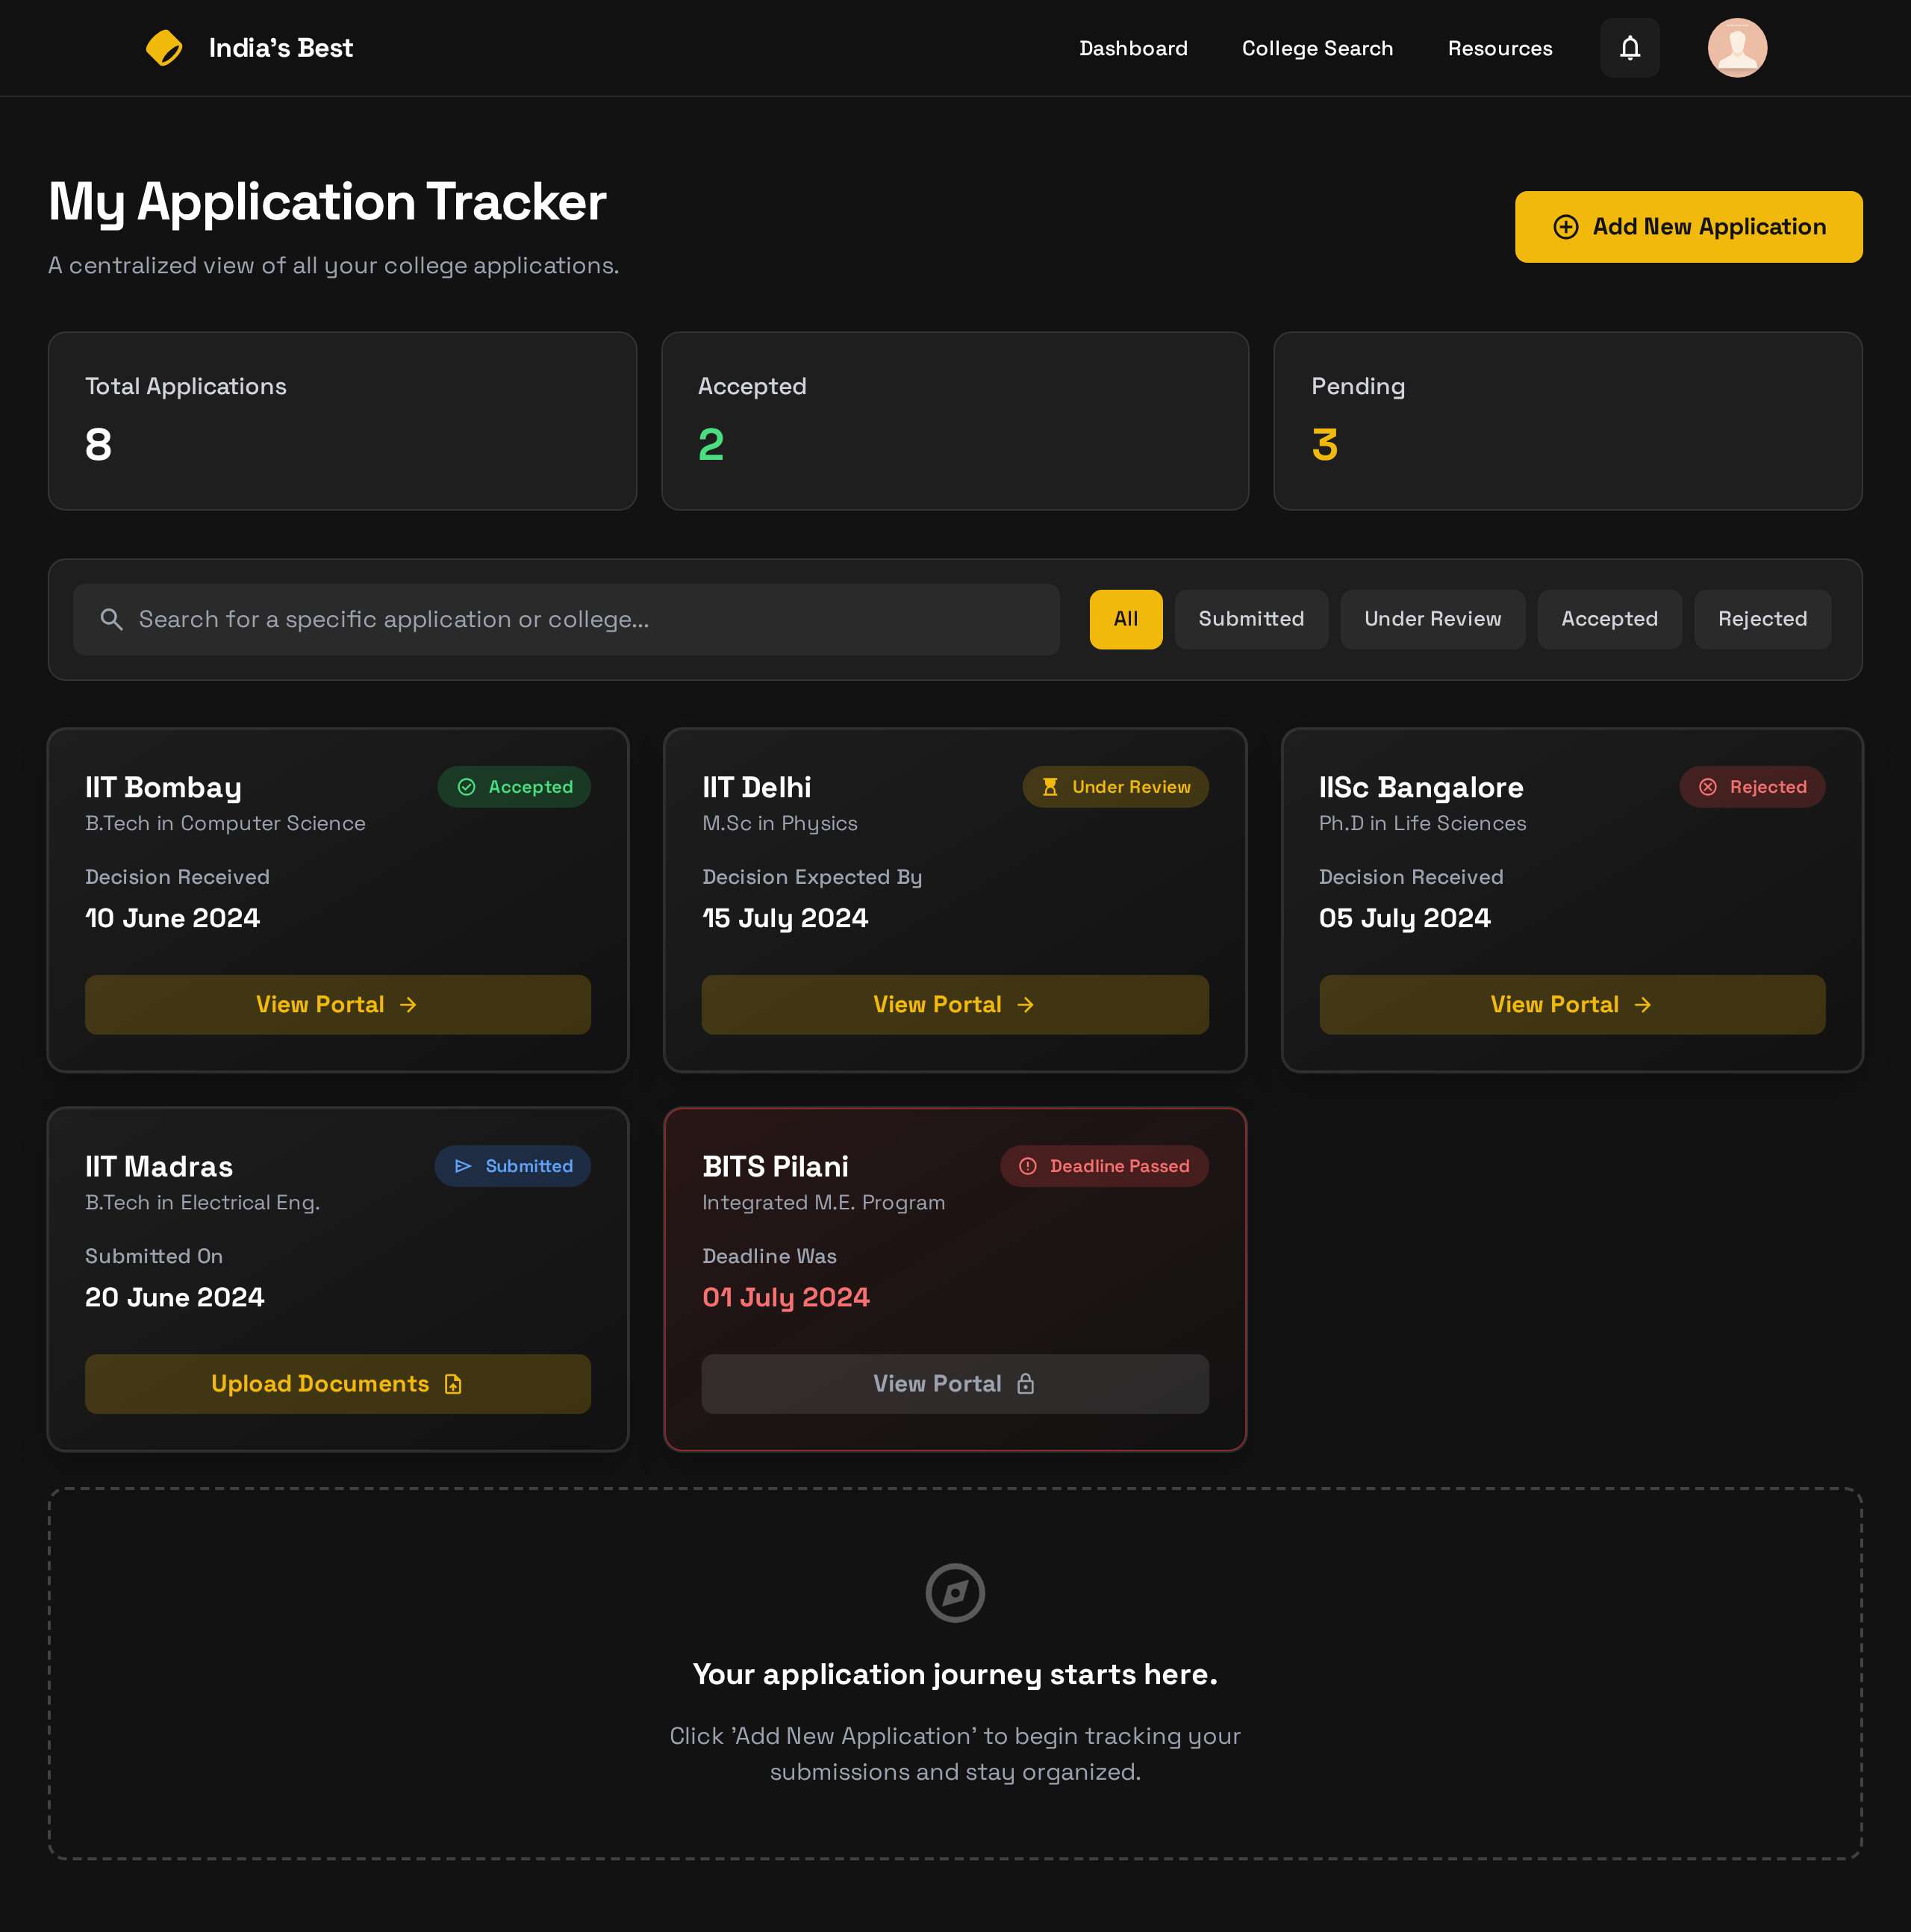 India's Best
Dashboard
College Search
Resources
My Application Tracker
A centralized view of all your college applications.
Add New Application
Total Applications
8
Accepted
2
Pending
3
Search for a specific application or college...
All
Submitted
Under Review
Accepted
Rejected
IIT Bombay
Accepted
B.Tech in Computer Science
Decision Received
10 June 2024
View Portal
IIT Delhi
Under Review
M.Sc in Physics
Decision Expected By
15 July 2024
View Portal
IISc Bangalore
Rejected
Ph.D in Life Sciences
Decision Received
05 July 2024
View Portal
IIT Madras
Submitted
B.Tech in Electrical Eng.
Submitted On
20 June 2024
Upload Documents
BITS Pilani
Deadline Passed
Integrated M.E. Program
Deadline Was
01 July 2024
View Portal
Your application journey starts here.
Click 'Add New Application' to begin tracking your
submissions and stay organized.